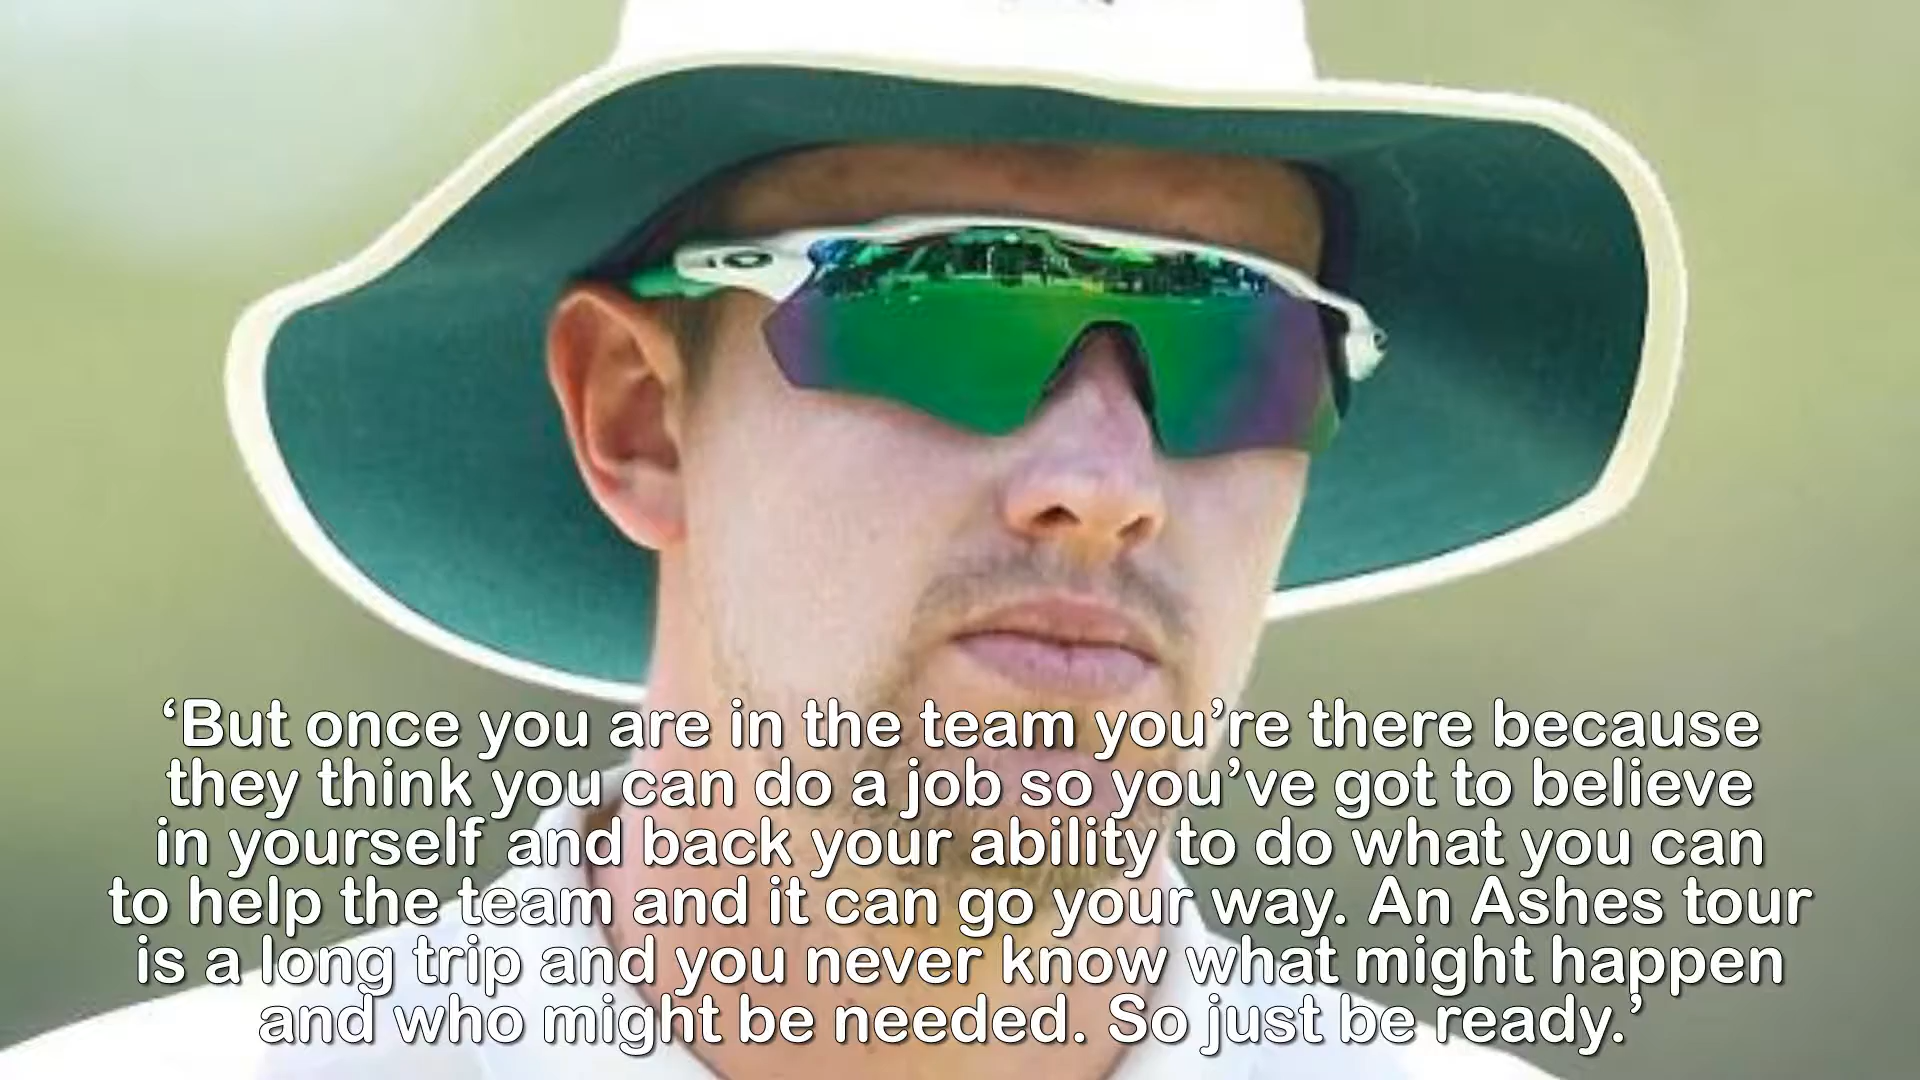 ‘But once you are in the team you’re there because
they think you can do a job so you’ve got to believe
in yourself and back your ability to do what you can
to help the team and it can go your way. An Ashes tour
is a long trip and you never know what might happen
and who might be needed. So just be ready.’